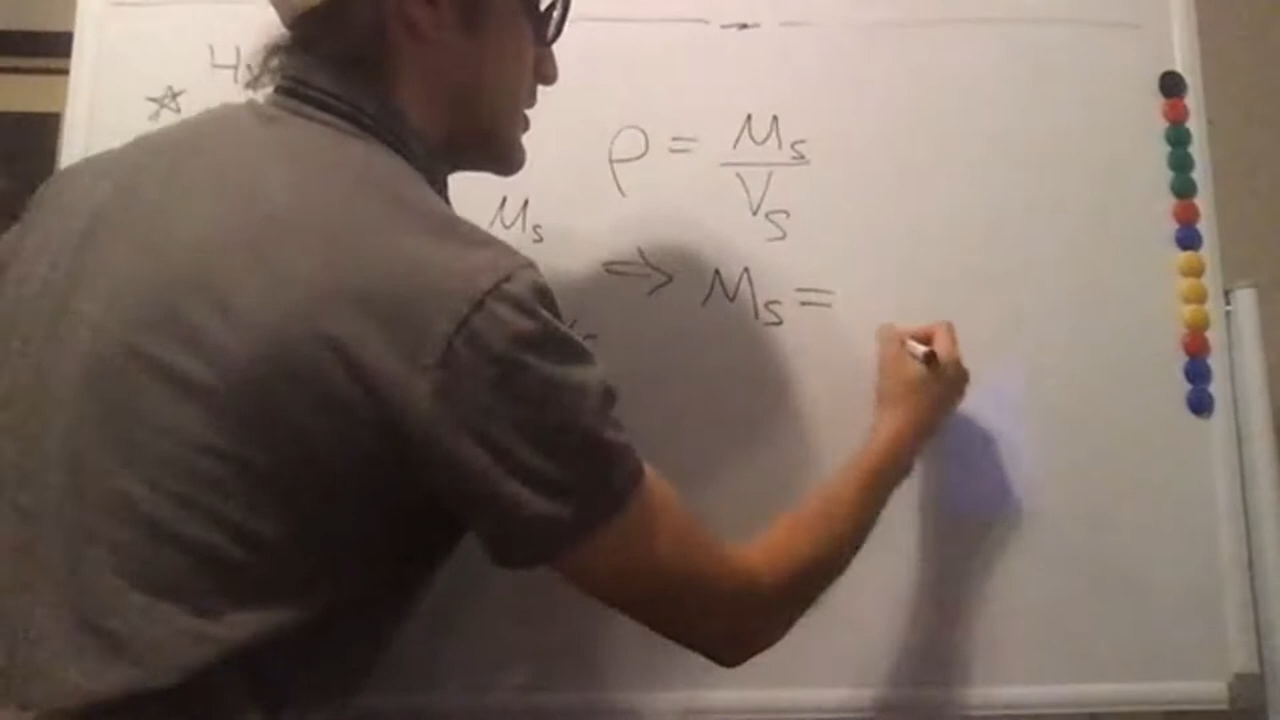 ρ = Ms / Vs
Ms
⇒ Ms =